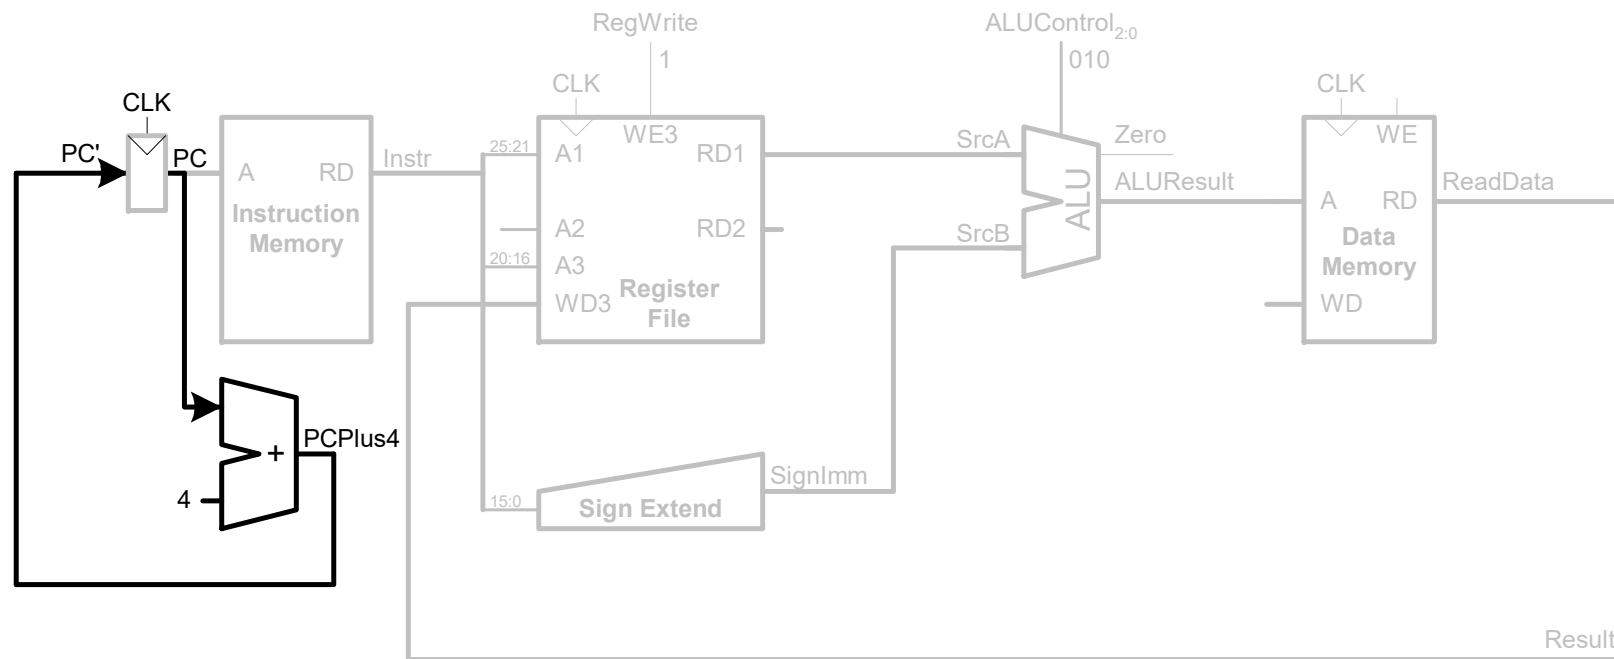 RegWrite
ALUControl2:0
1
010
CLK
CLK
CLK
PC'
PC
A
RD
Instruction
Memory
Instr
25:21
A1
WE3
RD1
A2
RD2
20:16
A3
WD3
Register
File
SrcA
SrcB
ALU
Zero
ALUResult
WE
A
RD
Data
Memory
WD
ReadData
+
PCPlus4
4
15:0
Sign Extend
SignImm
Result